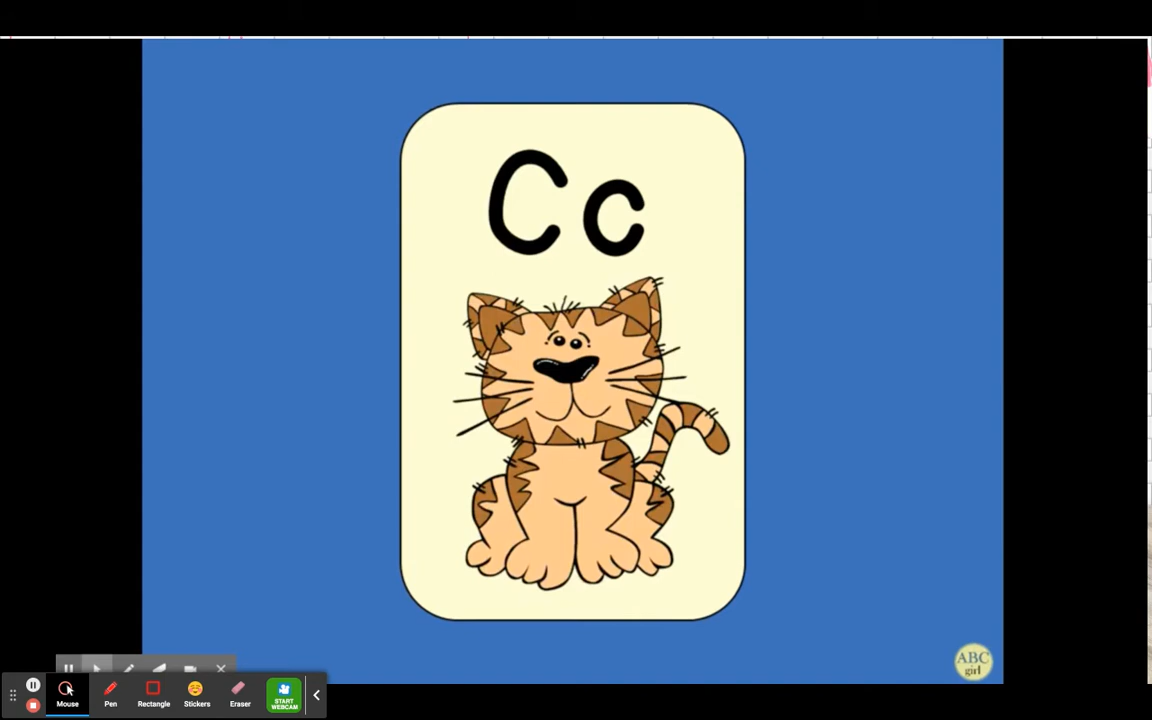 Cc
ABC
girl
Mouse
Pen
Rectangle
Stickers
Eraser
START
WEBCAM